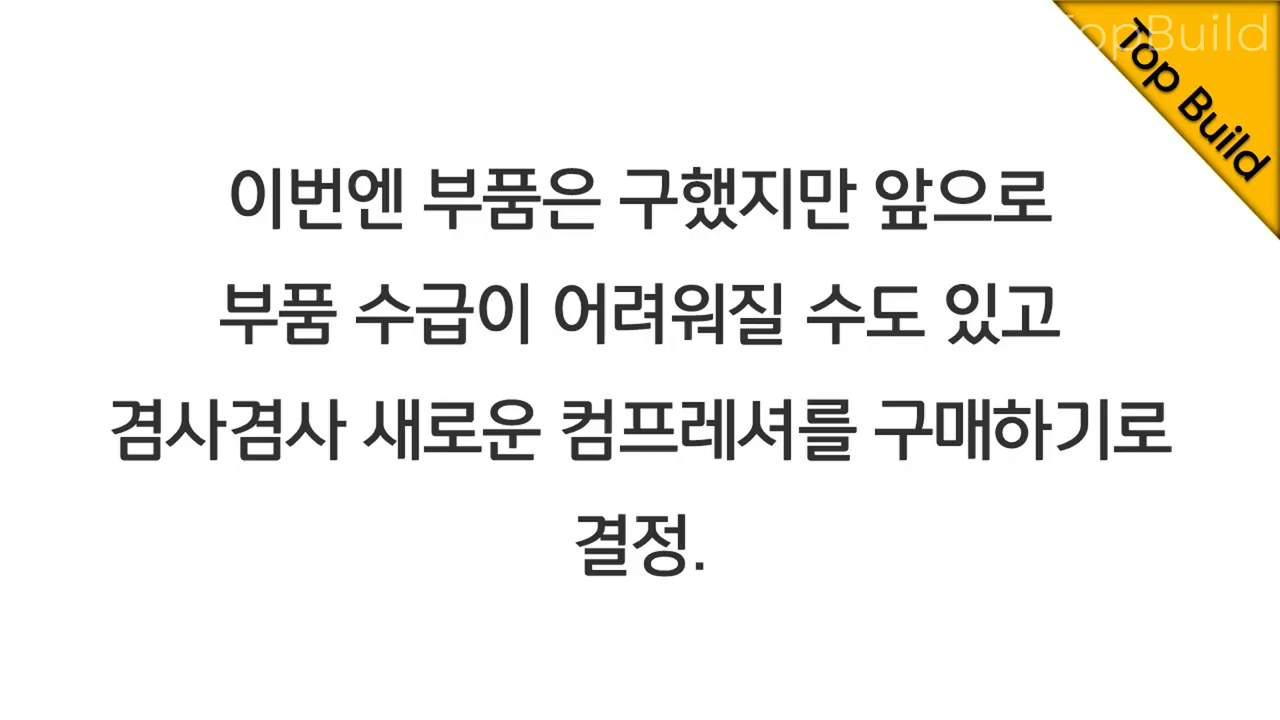 TopBuild
Top Build
이번엔 부품은 구했지만 앞으로
부품 수급이 어려워질 수도 있고
겸사겸사 새로운 컴프레셔를 구매하기로
결정.